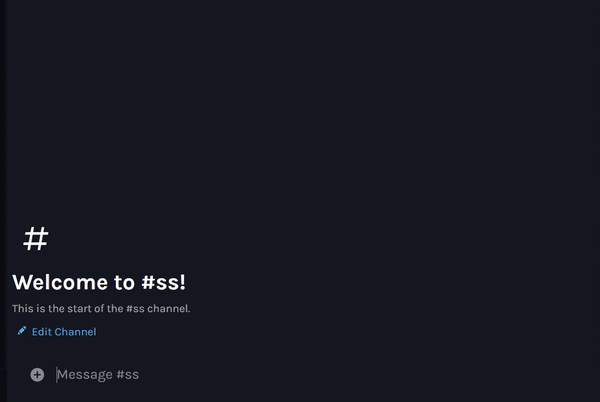 #
Welcome to #ss!
This is the start of the #ss channel.
Edit Channel
Message #ss